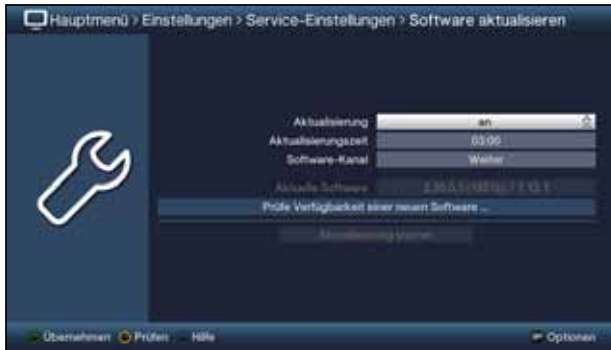 Hauptmenü > Einstellungen > Service-Einstellungen > Software aktualisieren
Aktualisierung an
Aktualisierungszeit 03:00
Software-Kanal Weiter
Aktuelle Software
Prüfe Verfügbarkeit einer neuen Software ...
Aktualisierung starten
Übernehmen Prüfen Hilfe Optionen